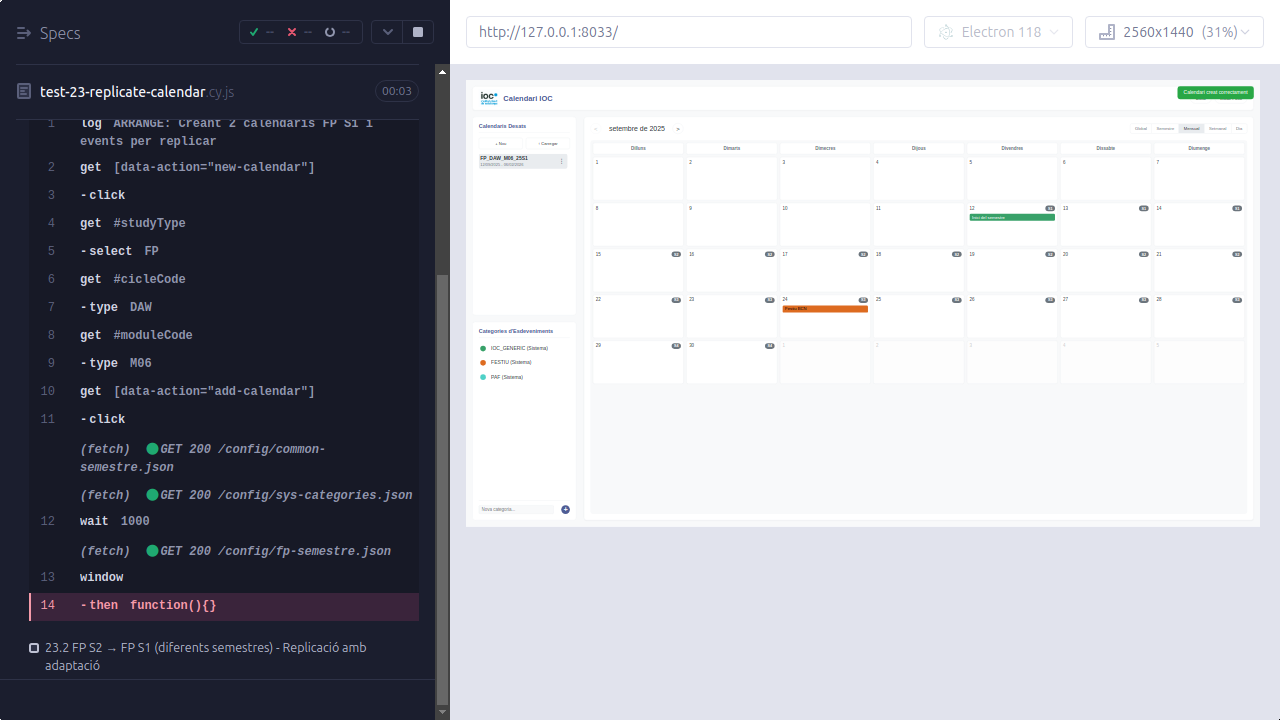 Specs
-- -- --
test-23-replicate-calendar.cy.js
00:03
1 log ARRANGE: Creant 2 calendaris FP S1 i
events per replicar
2 get [data-action="new-calendar"]
3 -click
4 get #studyType
5 -select FP
6 get #cicleCode
7 -type DAW
8 get #moduleCode
9 -type M06
10 get [data-action="add-calendar"]
11 -click
(fetch) GET 200 /config/common-
semestre.json
(fetch) GET 200 /config/sys-categories.json
12 wait 1000
(fetch) GET 200 /config/fp-semestre.json
13 window
14 -then function(){}
23.2 FP S2 → FP S1 (diferents semestres) - Replicació amb
adaptació
http://127.0.0.1:8033/
Electron 118
2560x1440 (31%)
ioc
Calendari IOC
Calendari creat correctament
Calendaris Desats
+ Nou
Carregar
FP_DAW_M06_25S1
Categories d'Esdeveniments
IOC_GENERIC (Sistema)
FESTIU (Sistema)
PAF (Sistema)
Nova categoria...
+
‹ setembre de 2025 >
Global Semestre Mensual Setmanal Dia
Dilluns Dimarts Dimecres Dijous Divendres Dissabte Diumenge
1 2 3 4 5 6 7
8 9 10 11 12 13 14
Inici del semestre
15 16 17 18 19 20 21
22 23 24 25 26 27 28
Festiu BCN
29 30 1 2 3 4 5